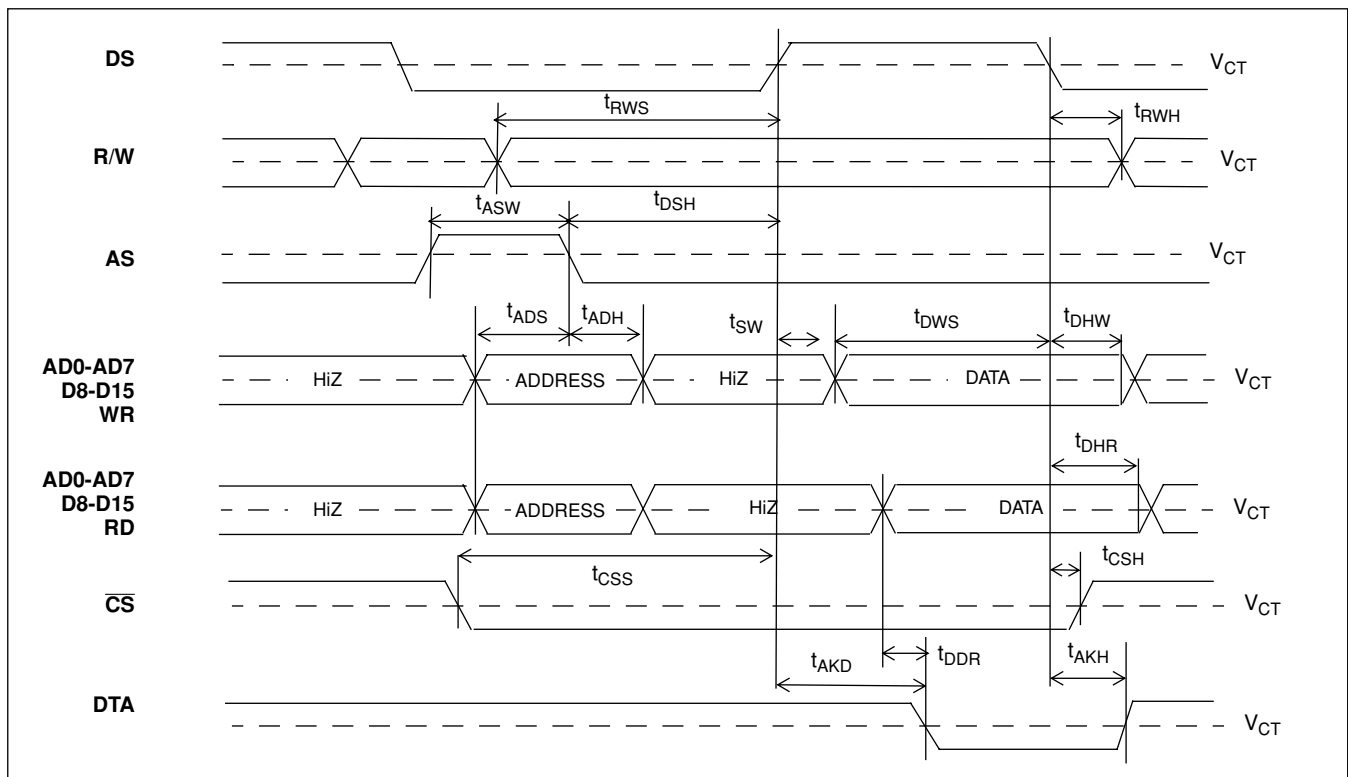 DS
V_CT
t_RWS
t_RWH
R/W
V_CT
t_ASW
t_DSH
AS
V_CT
t_ADS
t_ADH
t_SW
t_DWS
t_DHW
AD0-AD7
D8-D15
WR
HiZ
ADDRESS
HiZ
DATA
V_CT
t_DHR
AD0-AD7
D8-D15
RD
HiZ
ADDRESS
HiZ
DATA
V_CT
t_CSS
t_CSH
C̅S̅
V_CT
t_AKD
t_DDR
t_AKH
DTA
V_CT